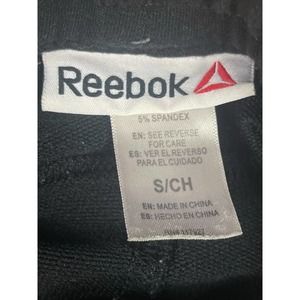 Reebok
5% SPANDEX
EN: SEE REVERSE
FOR CARE
ES: VER EL REVERSO
PARA EL CUIDADO
S/CH
EN: MADE IN CHINA
ES: HECHO EN CHINA